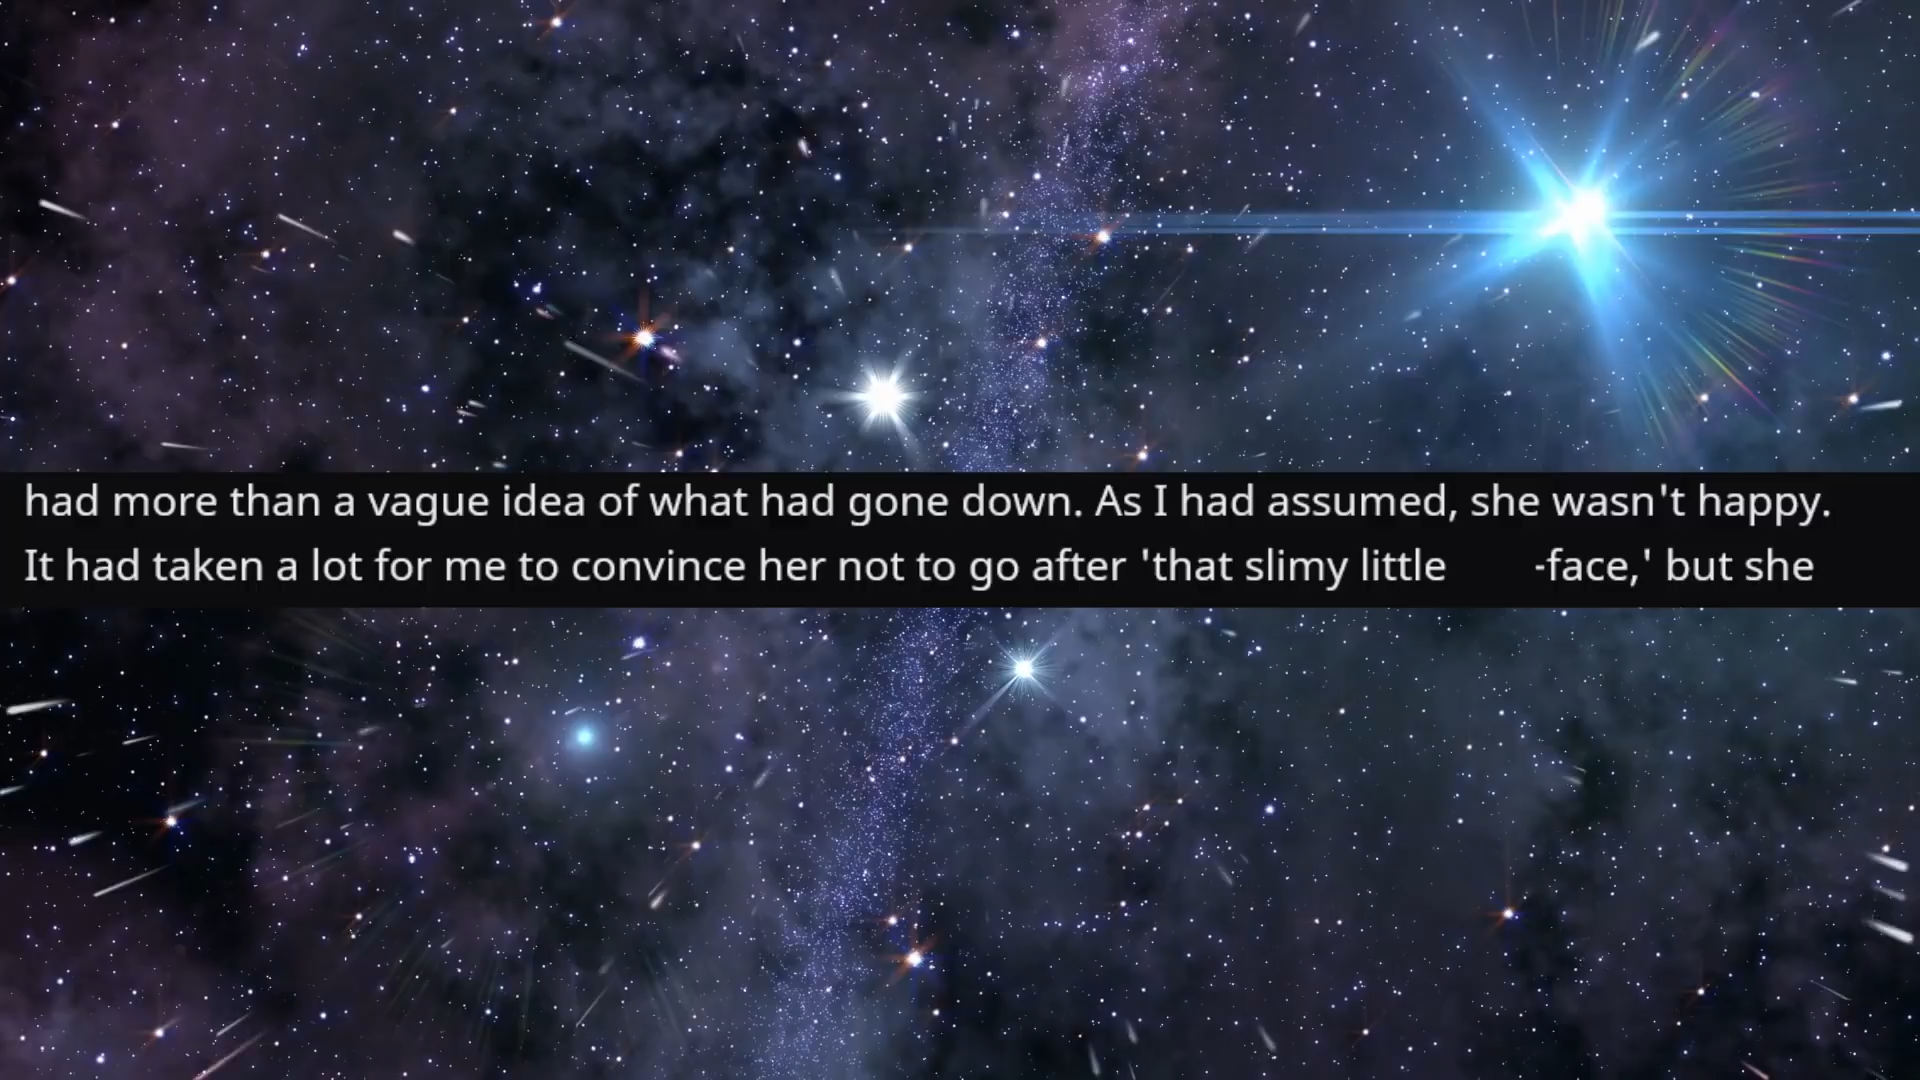 had more than a vague idea of what had gone down. As I had assumed, she wasn't happy.
It had taken a lot for me to convince her not to go after 'that slimy little -face,' but she